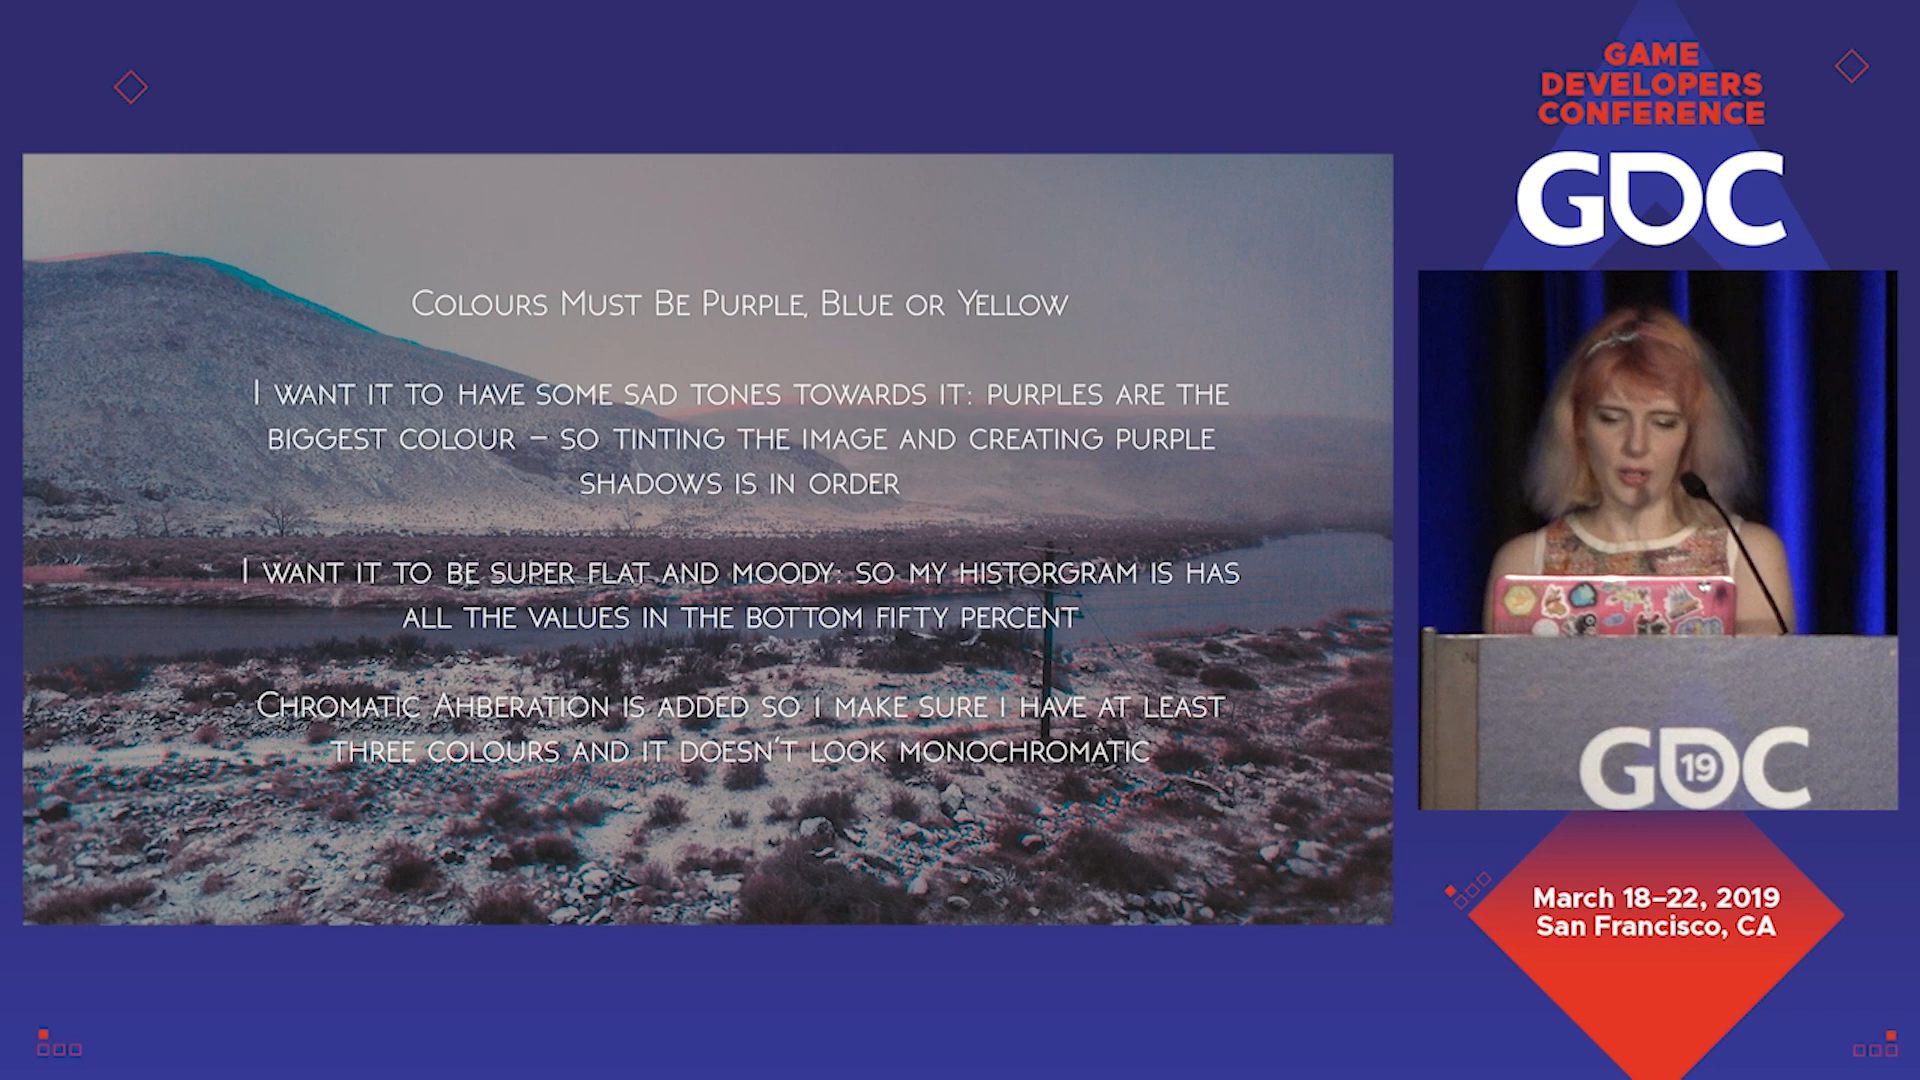 GAME
DEVELOPERS
CONFERENCE
GDC
Colours Must Be Purple, Blue or Yellow
I want it to have some sad tones towards it: purples are the
biggest colour – so tinting the image and creating purple
shadows is in order
I want it to be super flat and moody: so my historgram is has
all the values in the bottom fifty percent
Chromatic Ahberation is added so I make sure I have at least
three colours and it doesn't look monochromatic
GDC
19
March 18–22, 2019
San Francisco, CA